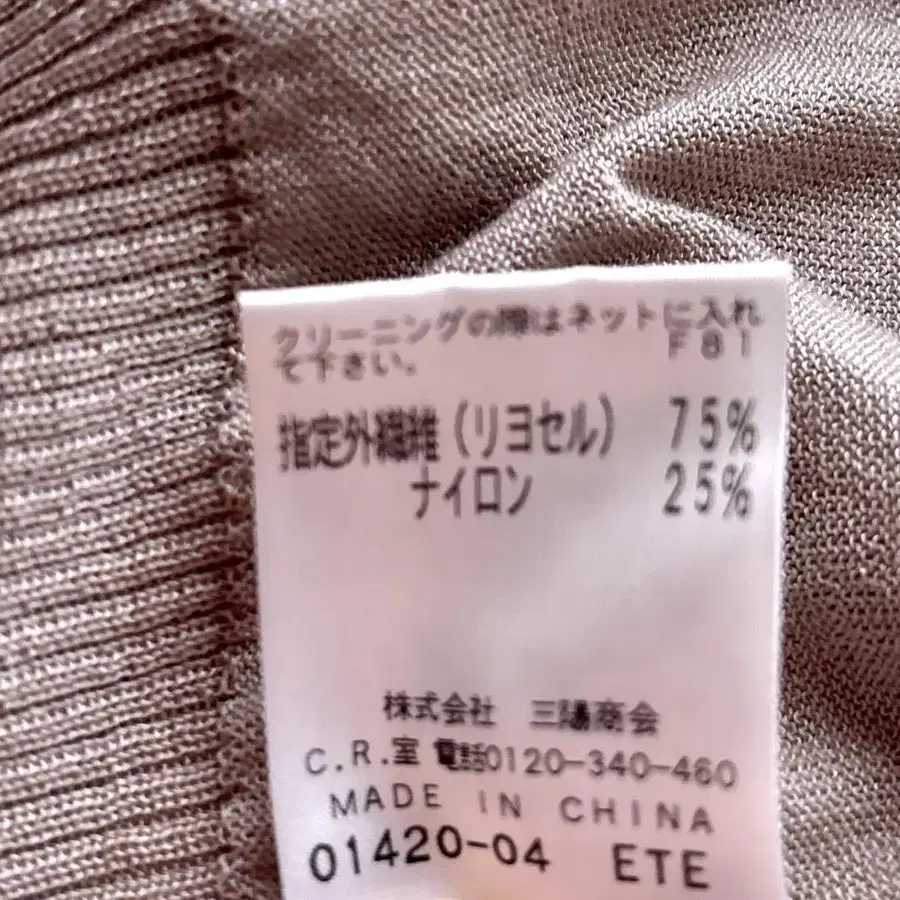 クリーニングの際はネットに入れ
て下さい。 F81
指定外繊維（リヨセル） 75%
ナイロン 25%
株式会社 三陽商会
C.R.室 電話0120-340-460
MADE IN CHINA
01420-04 ETE